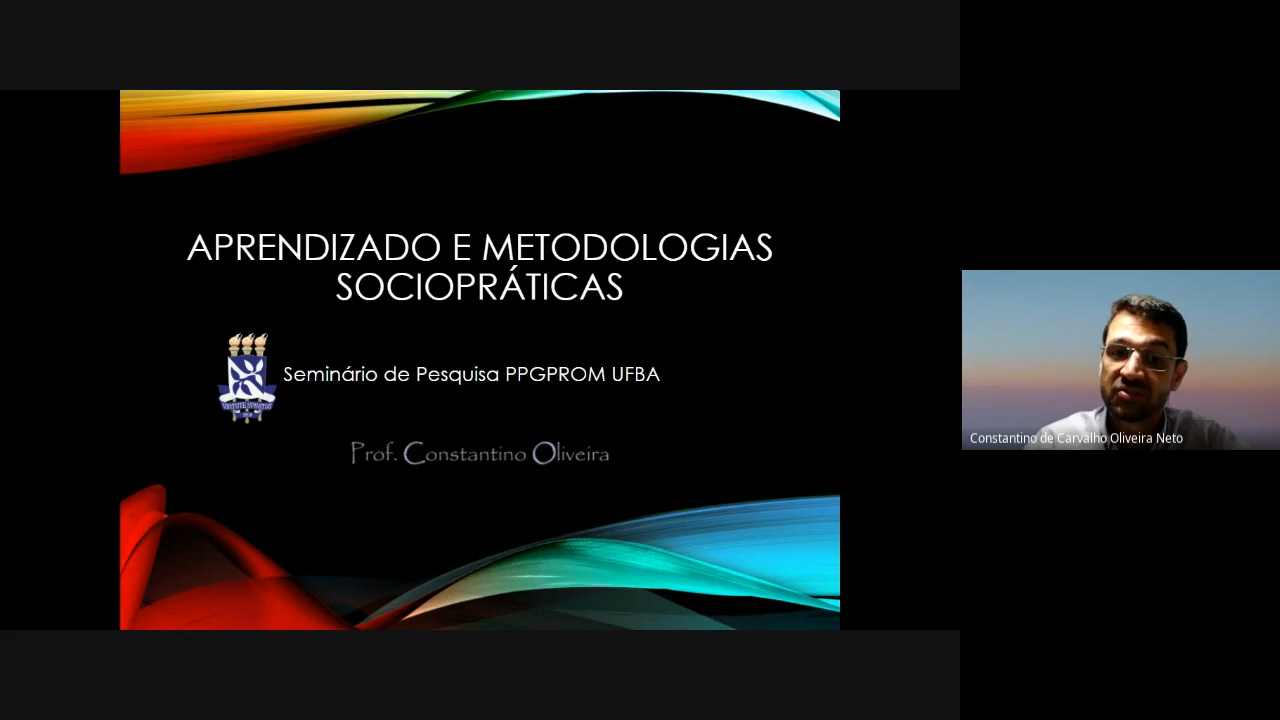 APRENDIZADO E METODOLOGIAS
SOCIOPRÁTICAS
Seminário de Pesquisa PPGPROM UFBA
Prof. Constantino Oliveira
Constantino de Carvalho Oliveira Neto